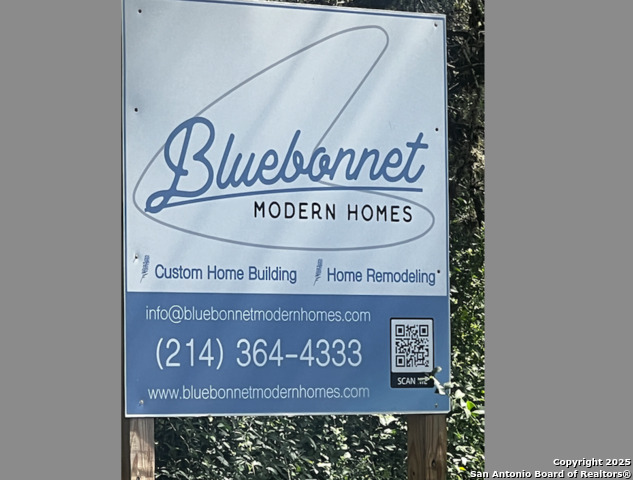 Bluebonnet
MODERN HOMES
Custom Home Building Home Remodeling
info@bluebonnetmodernhomes.com
(214) 364-4333
www.bluebonnetmodernhomes.com
SCAN
Copyright 2025
San Antonio Board of Realtors®